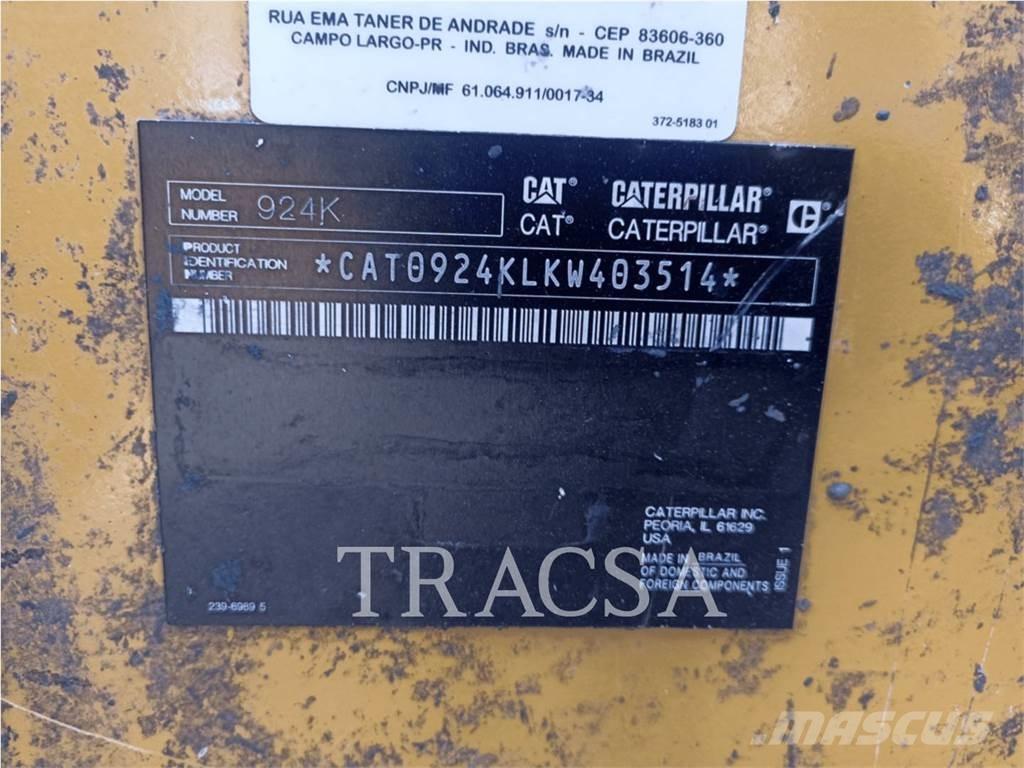 RUA EMA TANER DE ANDRADE s/n - CEP 83606-360
CAMPO LARGO-PR - IND. BRAS. MADE IN BRAZIL
CNPJ/MF 61.064.911/0017-34
372-5183 01
MODEL
NUMBER 924K
CAT® CATERPILLAR®
CAT® CATERPILLAR®
PRODUCT
IDENTIFICATION
NUMBER *CAT0924KLKW403514*
CATERPILLAR INC.
PEORIA, IL 61629
USA
MADE IN BRAZIL
OF DOMESTIC AND
FOREIGN COMPONENTS
ISSUE 1
239-6989 5
TRACSA
MASCUS